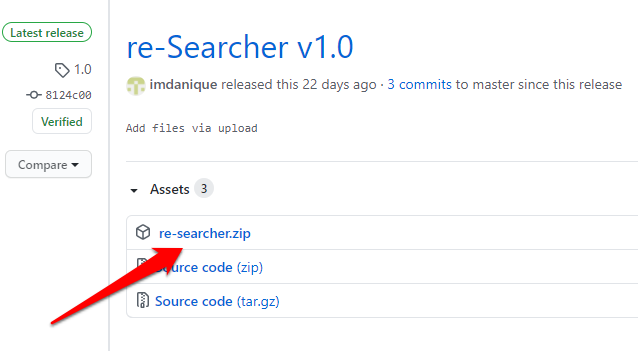 Latest release
1.0
8124c00
Verified
Compare
re-Searcher v1.0
imdanique released this 22 days ago · 3 commits to master since this release
Add files via upload
Assets 3
re-searcher.zip
Source code (zip)
Source code (tar.gz)